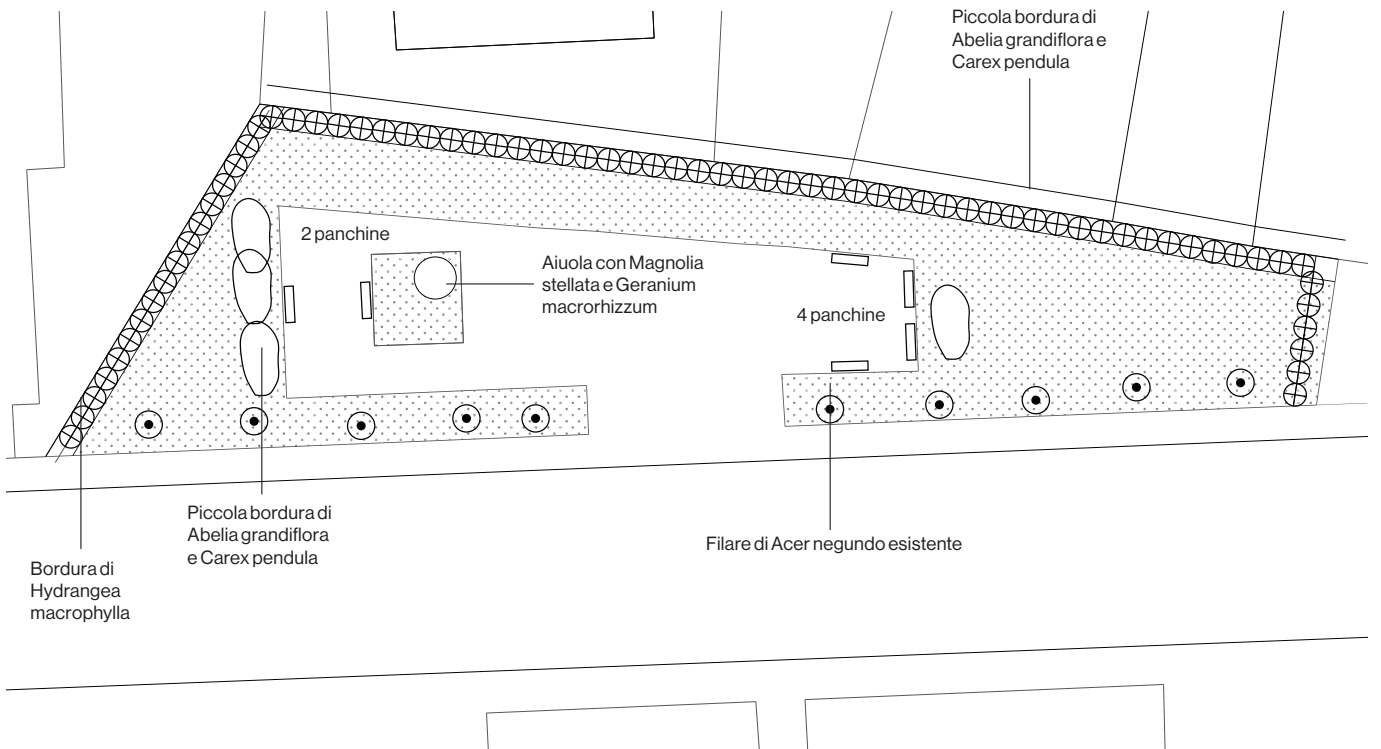 Piccola bordura di
Abelia grandiflora e
Carex pendula
2 panchine
Aiuola con Magnolia
stellata e Geranium
macrorhizzum
4 panchine
Piccola bordura di
Abelia grandiflora
e Carex pendula
Filare di Acer negundo esistente
Bordura di
Hydrangea
macrophylla